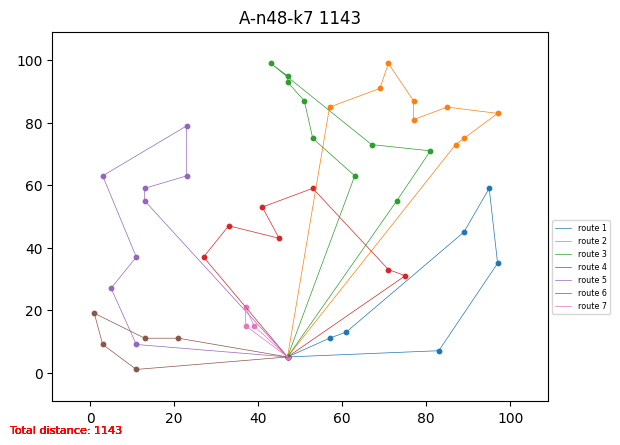 A-n48-k7 1143
100
80
60
40
20
0
0 20 40 60 80 100
route 1
route 2
route 3
route 4
route 5
route 6
route 7
Total distance: 1143